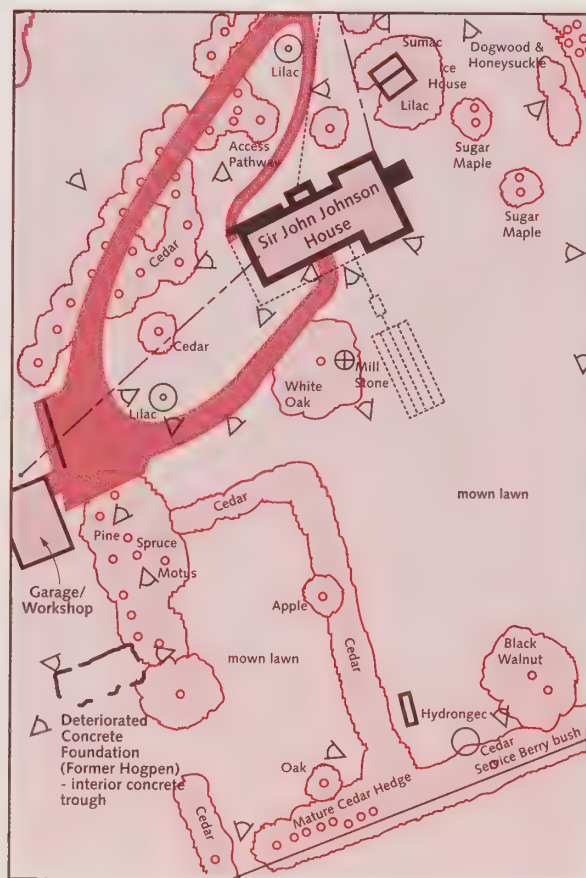 Lilac
Sumac
Ice
House
Lilac
Dogwood &
Honeysuckle
Access
Pathway
Sugar
Maple
Sugar
Maple
Sir John Johnson
House
Cedar
Cedar
Lilac
White
Oak
Mill
Stone
mown lawn
Cedar
Pine
Spruce
Motus
Garage/
Workshop
Apple
Cedar
mown lawn
Black
Walnut
Hydrongec
Deteriorated
Concrete
Foundation
(Former Hogpen)
- interior concrete
trough
Cedar
Service Berry bush
Oak
Mature Cedar Hedge
Cedar